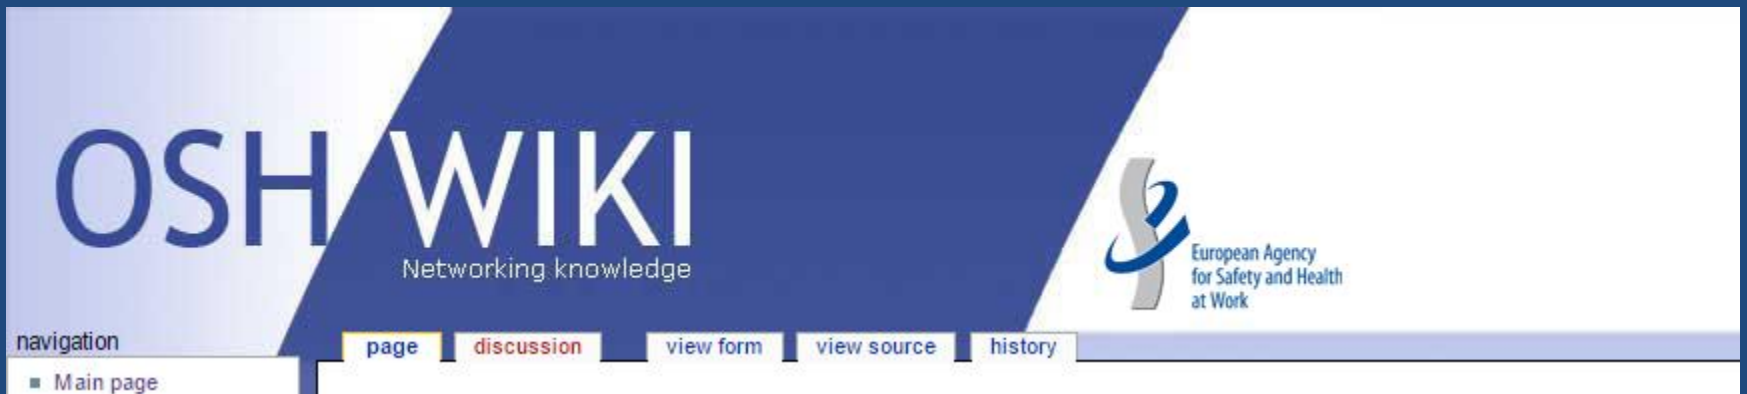 OSH WIKI
Networking knowledge
European Agency
for Safety and Health
at Work
navigation
page discussion view form view source history
Main page